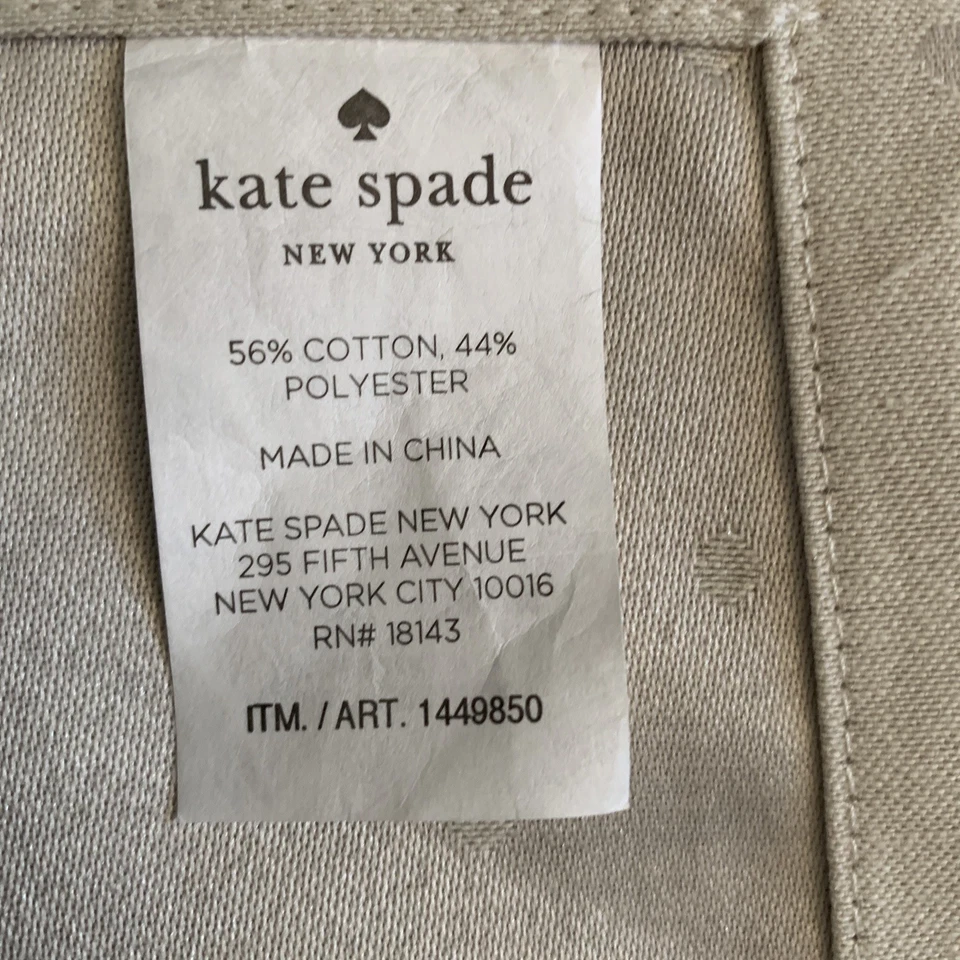 kate spade
NEW YORK
56% COTTON, 44%
POLYESTER
MADE IN CHINA
KATE SPADE NEW YORK
295 FIFTH AVENUE
NEW YORK CITY 10016
RN# 18143
ITM. / ART. 1449850